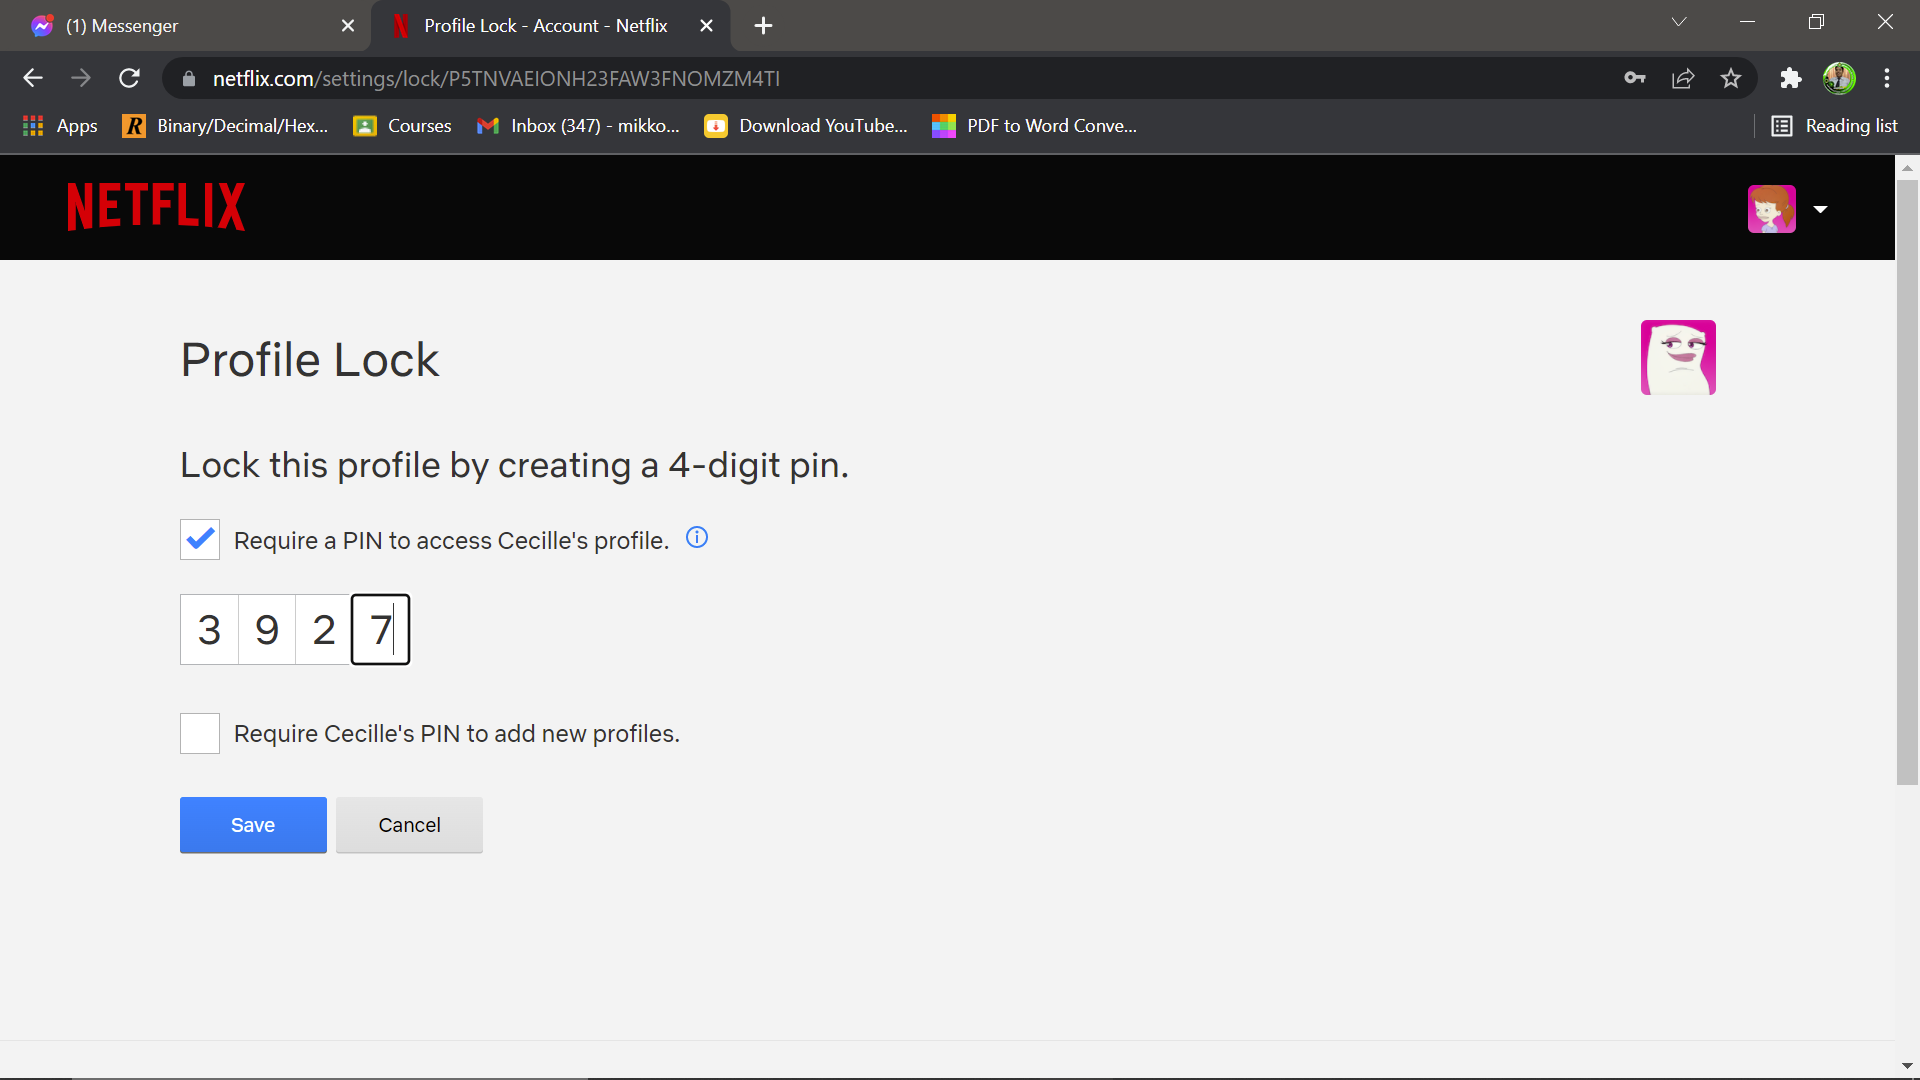 (1) Messenger
Profile Lock - Account - Netflix
netflix.com/settings/lock/P5TNVAEIONH23FAW3FNOMZM4TI
Apps
Binary/Decimal/Hex...
Courses
Inbox (347) - mikko...
Download YouTube...
PDF to Word Conve...
Reading list
NETFLIX
Profile Lock
Lock this profile by creating a 4-digit pin.
Require a PIN to access Cecille's profile.
3 9 2 7
Require Cecille's PIN to add new profiles.
Save
Cancel